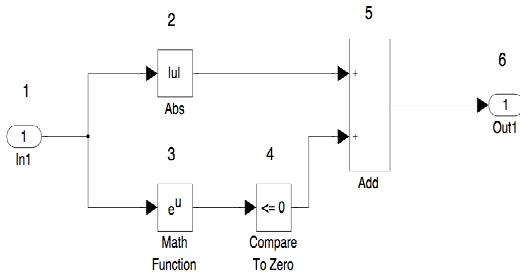 5
2
6
1
|u|
+
1
Out1
Abs
1
In1
3
4
+
Add
e^u
<= 0
Math
Function
Compare
To Zero